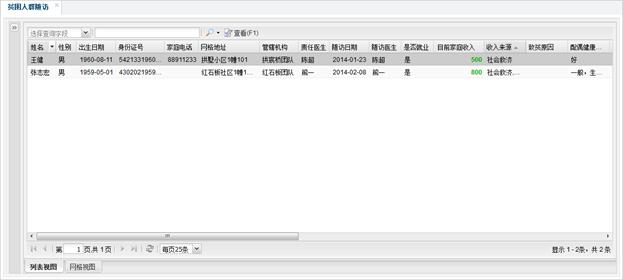 贫困人群随访
选择查询字段 查看(F1)
姓名 性别 出生日期 身份证号 家庭电话 网格地址 管辖机构 责任医生 随访日期 随访医生 是否就业 目前家庭收入 收入来源 致贫原因 配偶健康...
王健 男 1960-08-11 5421331960... 88911233 拱墅小区1幢101 拱宸桥团队 陈超 2014-01-23 陈超 是 500 社会救济 好
张志宏 男 1959-05-01 4302021959... 红石板社区1幢1... 红石板团队 戴一 2014-02-08 戴一 是 800 社会救济,... 一般，生...
第 1 页,共 1 页 每页25条 显示 1 - 2条，共 2 条
列表视图 网格视图